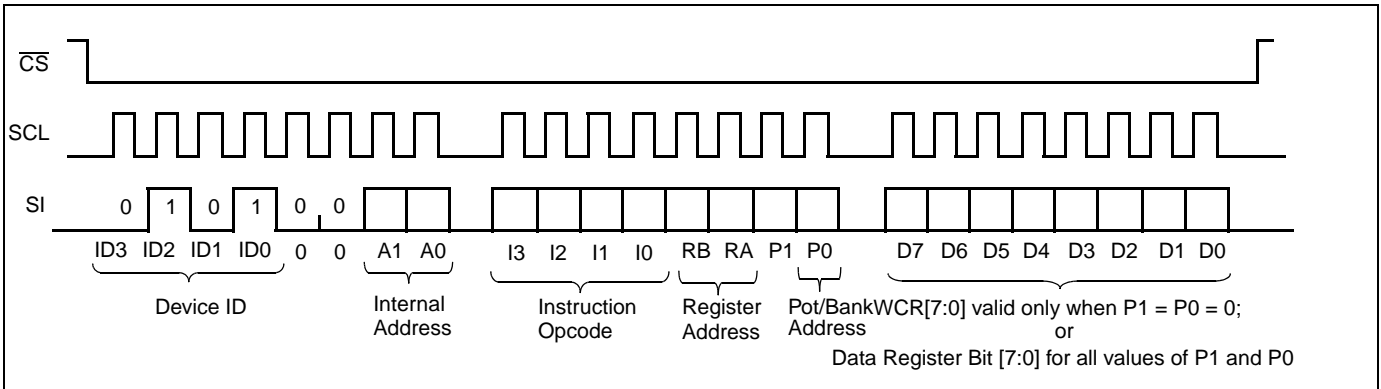 CS
SCL
SI
0 1 0 1 0 0
ID3 ID2 ID1 ID0 0 0 A1 A0 I3 I2 I1 I0 RB RA P1 P0 D7 D6 D5 D4 D3 D2 D1 D0
Device ID
Internal
Address
Instruction
Opcode
Register
Address
Pot/Bank
Address
WCR[7:0] valid only when P1 = P0 = 0;
or
Data Register Bit [7:0] for all values of P1 and P0